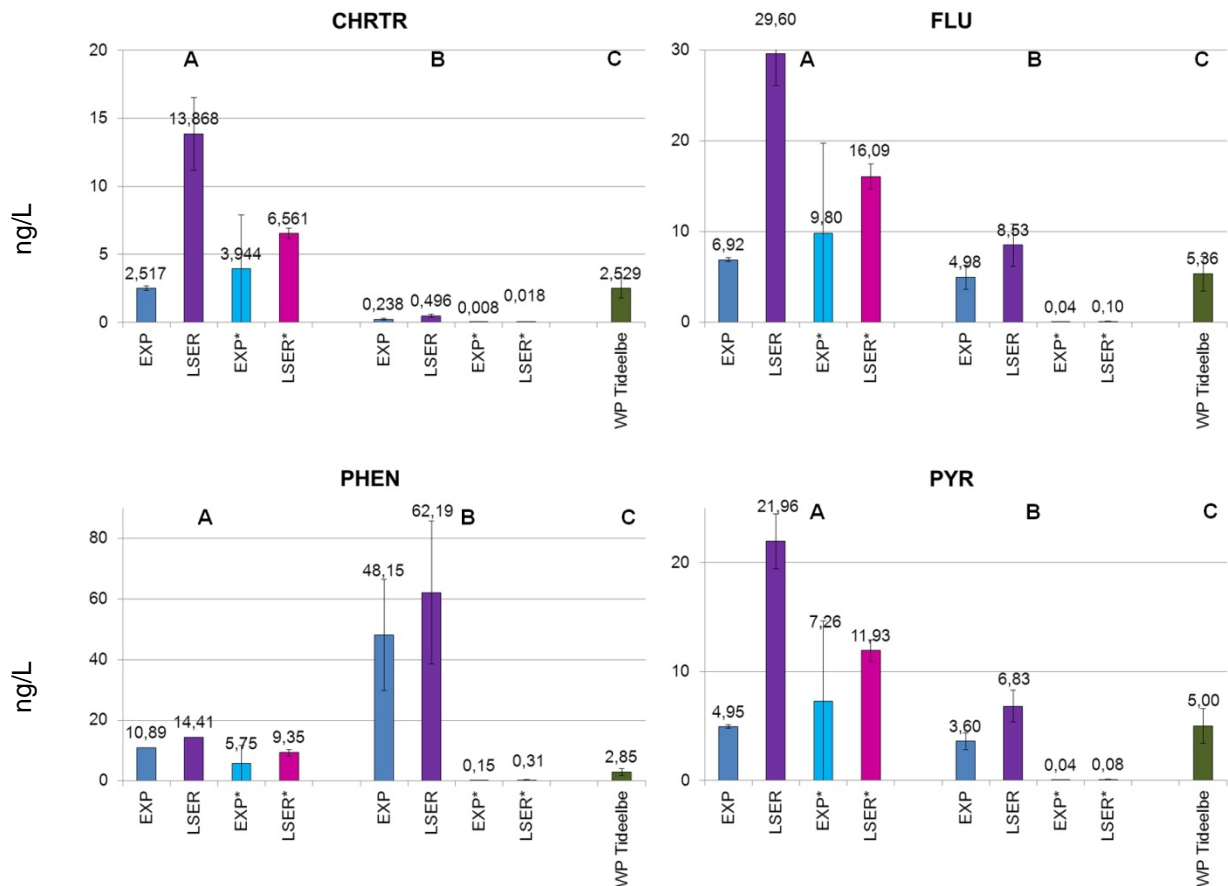 CHRTR
20
15
10
5
0
ng/L
A
B
C
2,517
13,868
3,944
6,561
0,238
0,496
0,008
0,018
2,529
EXP
LSER
EXP*
LSER*
EXP
LSER
EXP*
LSER*
WP Tideelbe
FLU
30
20
10
0
A
B
C
6,92
29,60
9,80
16,09
4,98
8,53
0,04
0,10
5,36
EXP
LSER
EXP*
LSER*
EXP
LSER
EXP*
LSER*
WP Tideelbe
PHEN
80
60
40
20
0
ng/L
A
B
C
10,89
14,41
5,75
9,35
48,15
62,19
0,15
0,31
2,85
EXP
LSER
EXP*
LSER*
EXP
LSER
EXP*
LSER*
WP Tideelbe
PYR
20
10
0
A
B
C
4,95
21,96
7,26
11,93
3,60
6,83
0,04
0,08
5,00
EXP
LSER
EXP*
LSER*
EXP
LSER
EXP*
LSER*
WP Tideelbe